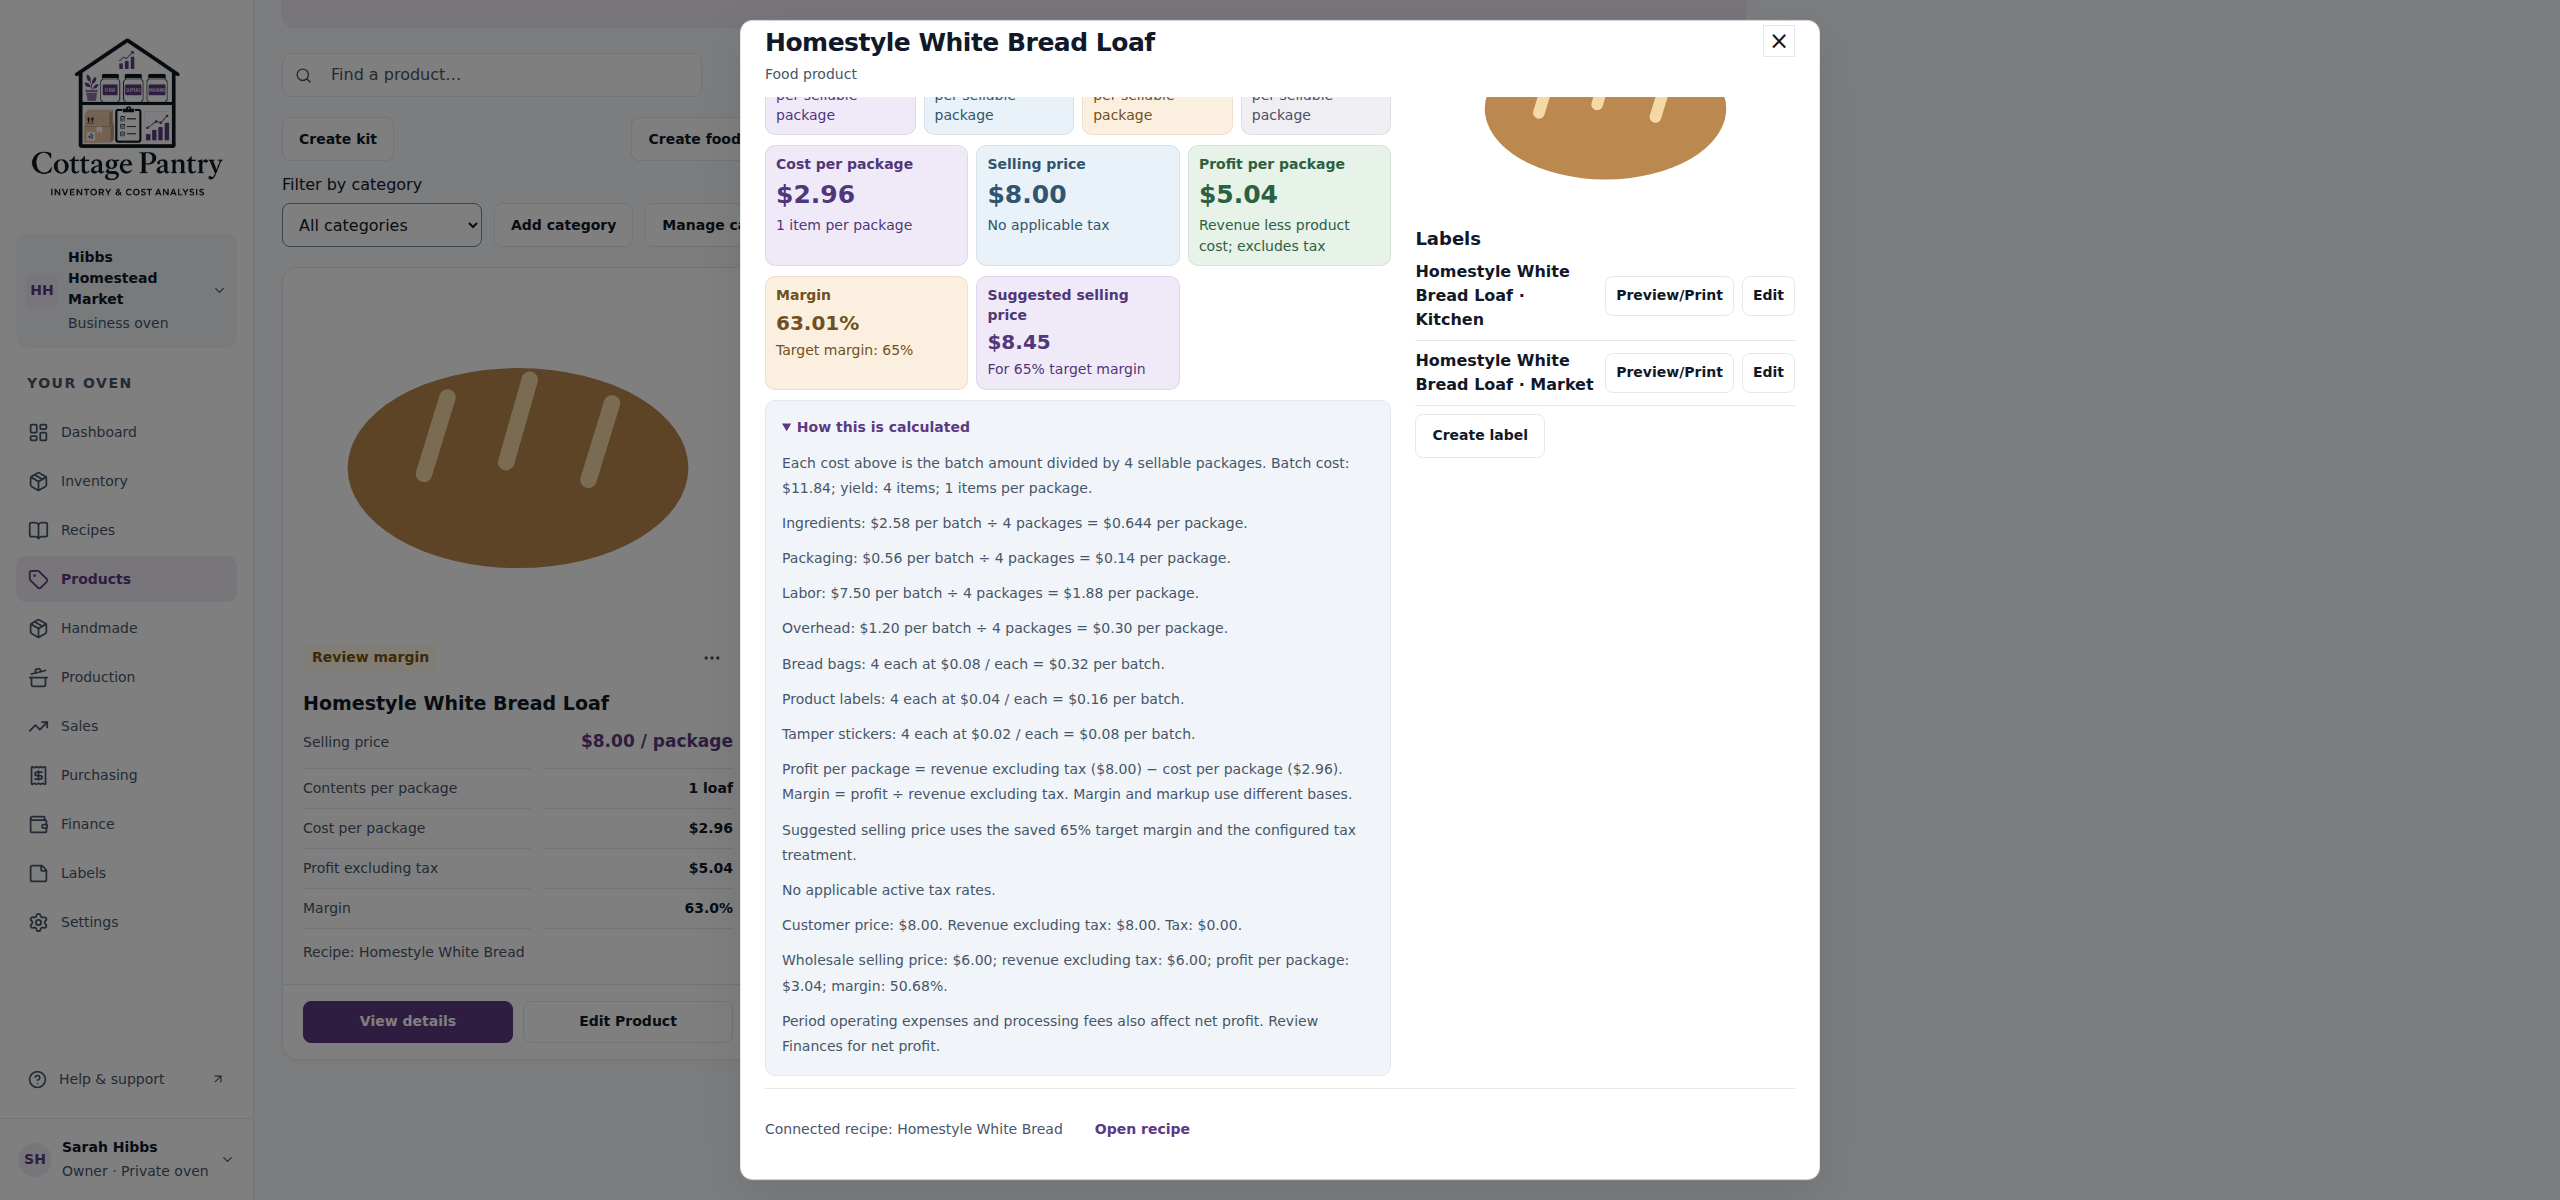 Cottage Pantry
INVENTORY & COST ANALYSIS
HH
Hibbs
Homestead
Market
Business oven
YOUR OVEN
Dashboard
Inventory
Recipes
Products
Handmade
Production
Sales
Purchasing
Finance
Labels
Settings
Help & support
SH
Sarah Hibbs
Owner · Private oven
Find a product...
Create kit
Create food
Filter by category
All categories
Add category
Manage ca
Review margin
Homestyle White Bread Loaf
Selling price $8.00 / package
Contents per package 1 loaf
Cost per package $2.96
Profit excluding tax $5.04
Margin 63.0%
Recipe: Homestyle White Bread
View details
Edit Product
Homestyle White Bread Loaf
Food product
per sellable
package
per sellable
package
per sellable
package
per sellable
package
Cost per package
$2.96
1 item per package
Selling price
$8.00
No applicable tax
Profit per package
$5.04
Revenue less product
cost; excludes tax
Margin
63.01%
Target margin: 65%
Suggested selling
price
$8.45
For 65% target margin
▼ How this is calculated
Each cost above is the batch amount divided by 4 sellable packages. Batch cost:
$11.84; yield: 4 items; 1 items per package.
Ingredients: $2.58 per batch ÷ 4 packages = $0.644 per package.
Packaging: $0.56 per batch ÷ 4 packages = $0.14 per package.
Labor: $7.50 per batch ÷ 4 packages = $1.88 per package.
Overhead: $1.20 per batch ÷ 4 packages = $0.30 per package.
Bread bags: 4 each at $0.08 / each = $0.32 per batch.
Product labels: 4 each at $0.04 / each = $0.16 per batch.
Tamper stickers: 4 each at $0.02 / each = $0.08 per batch.
Profit per package = revenue excluding tax ($8.00) − cost per package ($2.96).
Margin = profit ÷ revenue excluding tax. Margin and markup use different bases.
Suggested selling price uses the saved 65% target margin and the configured tax
treatment.
No applicable active tax rates.
Customer price: $8.00. Revenue excluding tax: $8.00. Tax: $0.00.
Wholesale selling price: $6.00; revenue excluding tax: $6.00; profit per package:
$3.04; margin: 50.68%.
Period operating expenses and processing fees also affect net profit. Review
Finances for net profit.
Connected recipe: Homestyle White Bread
Open recipe
Labels
Homestyle White
Bread Loaf ·
Kitchen
Preview/Print
Edit
Homestyle White
Bread Loaf · Market
Preview/Print
Edit
Create label